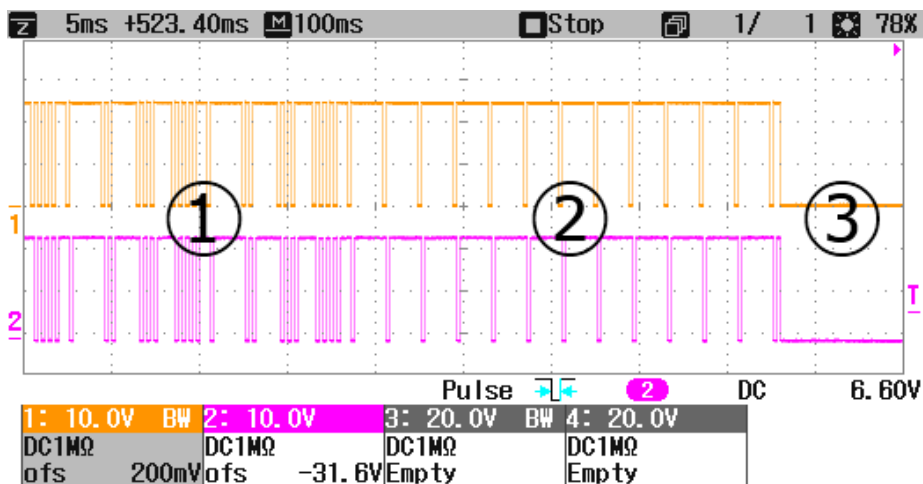 Z 5ms +523.40ms M 100ms Stop 1/ 1 78%
1
①
②
③
2
T
Pulse 2 DC 6.60V
1: 10.0V BW 2: 10.0V 3: 20.0V BW 4: 20.0V
DC1MΩ DC1MΩ DC1MΩ DC1MΩ
ofs 200mV ofs -31.6V Empty Empty